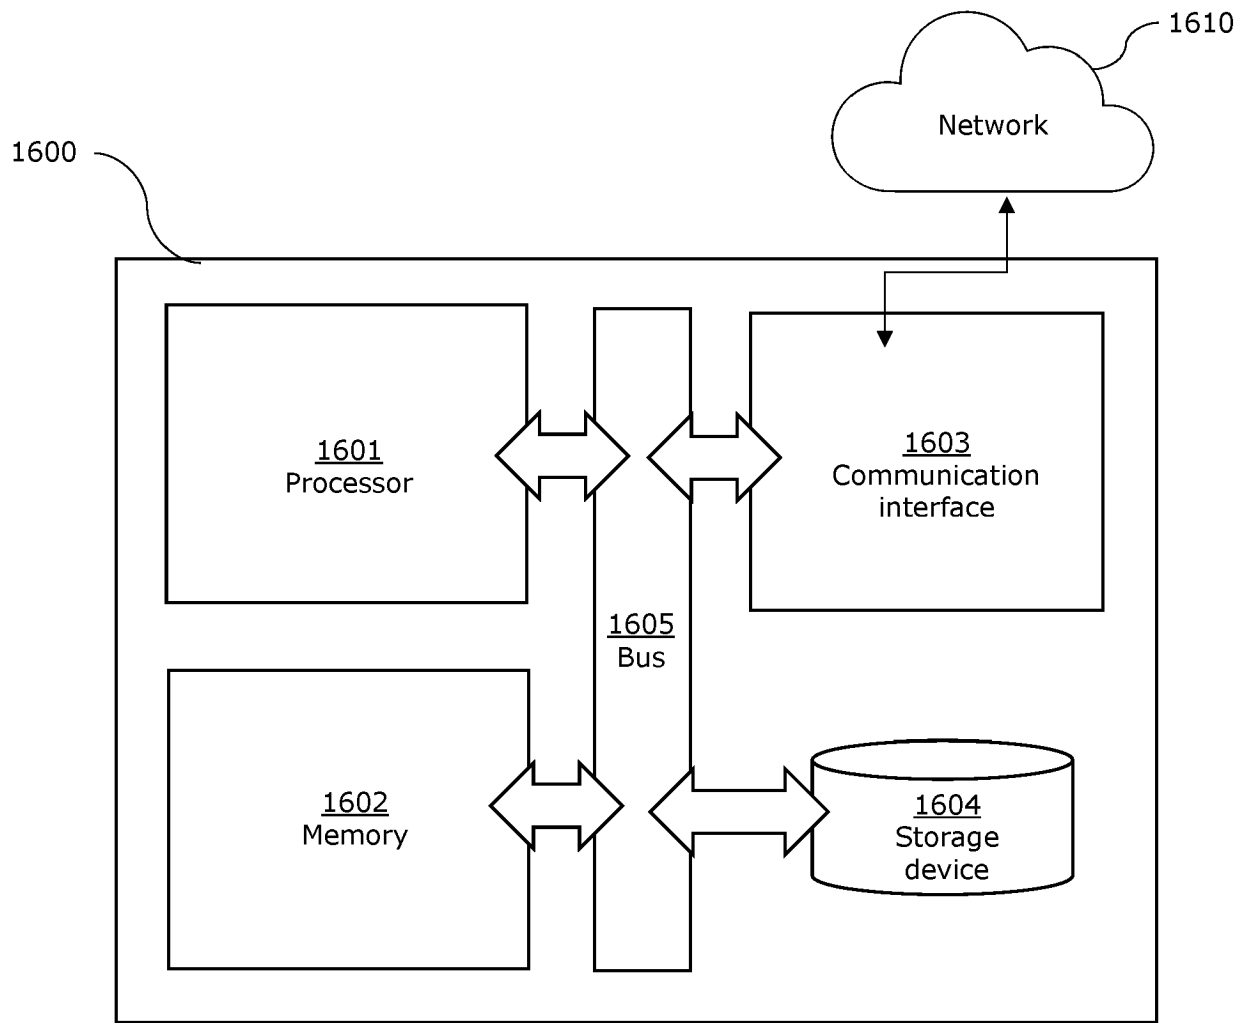 1610
Network
1600
1601
Processor
1603
Communication
interface
1605
Bus
1602
Memory
1604
Storage
device